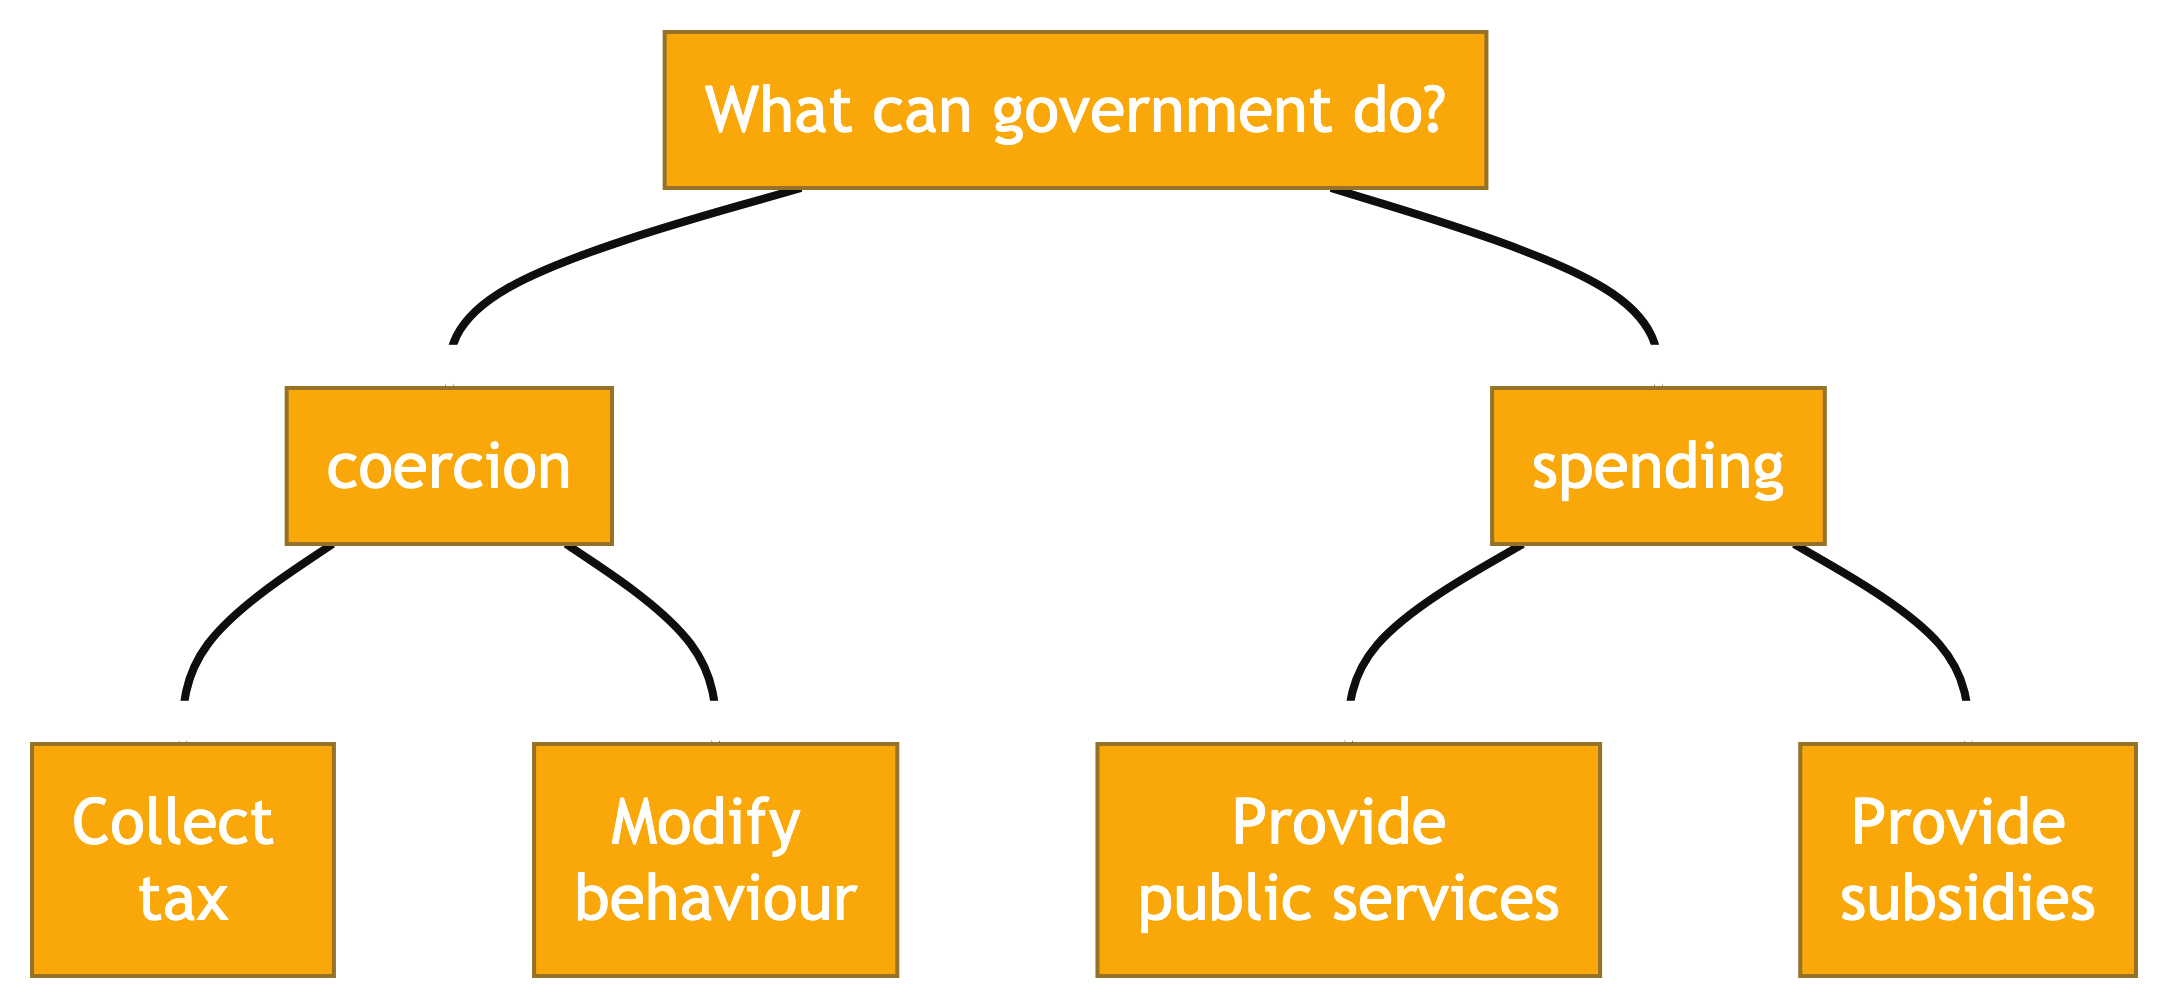 What can government do?
coercion
spending
Collect
tax
Modify
behaviour
Provide
public services
Provide
subsidies